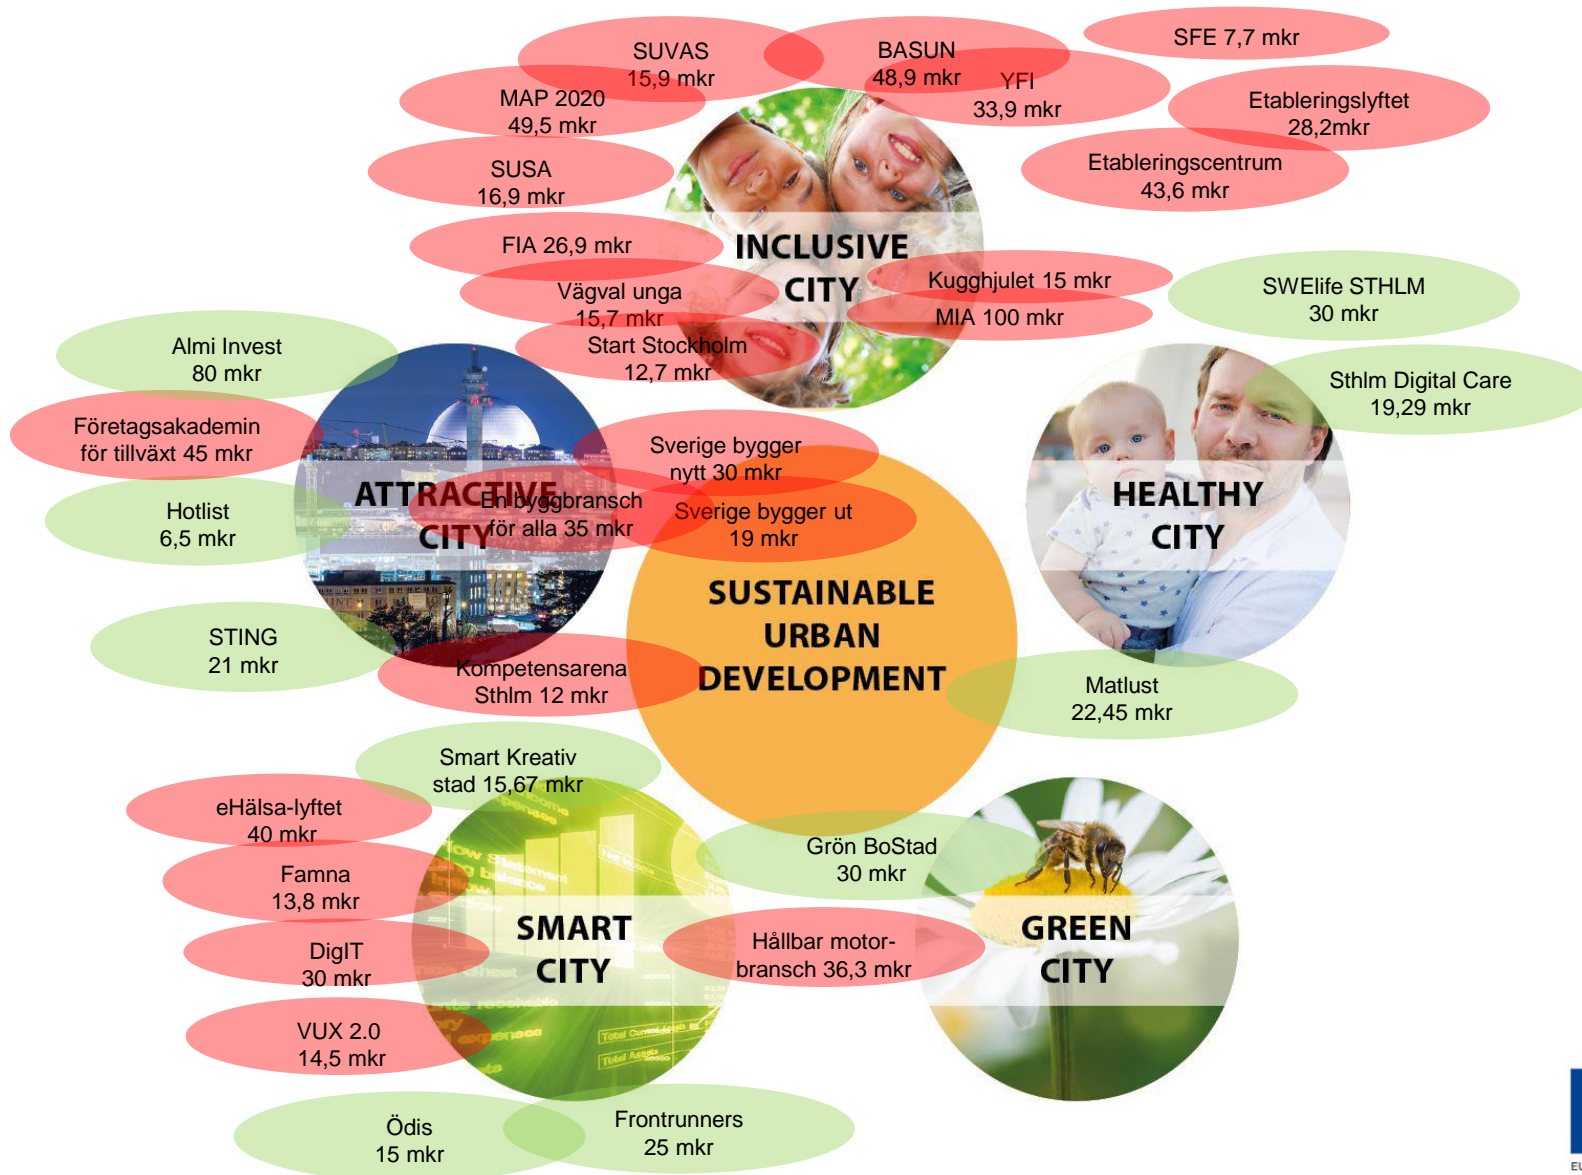 SUVAS
15,9 mkr
BASUN
48,9 mkr
SFE 7,7 mkr
YFI
33,9 mkr
MAP 2020
49,5 mkr
Etableringslyftet
28,2mkr
SUSA
16,9 mkr
Etableringscentrum
43,6 mkr
FIA 26,9 mkr
INCLUSIVE
CITY
Kugghjulet 15 mkr
MIA 100 mkr
Vägval unga
15,7 mkr
SWElife STHLM
30 mkr
Start Stockholm
12,7 mkr
Almi Invest
80 mkr
Sthlm Digital Care
19,29 mkr
Företagsakademin
för tillväxt 45 mkr
Sverige bygger
nytt 30 mkr
ATTRACTIVE
CITY
En byggbransch
för alla 35 mkr
Sverige bygger ut
19 mkr
HEALTHY
CITY
Hotlist
6,5 mkr
SUSTAINABLE
URBAN
DEVELOPMENT
STING
21 mkr
Kompetensarena
Sthlm 12 mkr
Matlust
22,45 mkr
Smart Kreativ
stad 15,67 mkr
eHälsa-lyftet
40 mkr
Grön BoStad
30 mkr
Famna
13,8 mkr
SMART
CITY
Hållbar motor-
bransch 36,3 mkr
GREEN
CITY
DigIT
30 mkr
VUX 2.0
14,5 mkr
Total Current Assets
Total Assets
Ödis
15 mkr
Frontrunners
25 mkr
EU